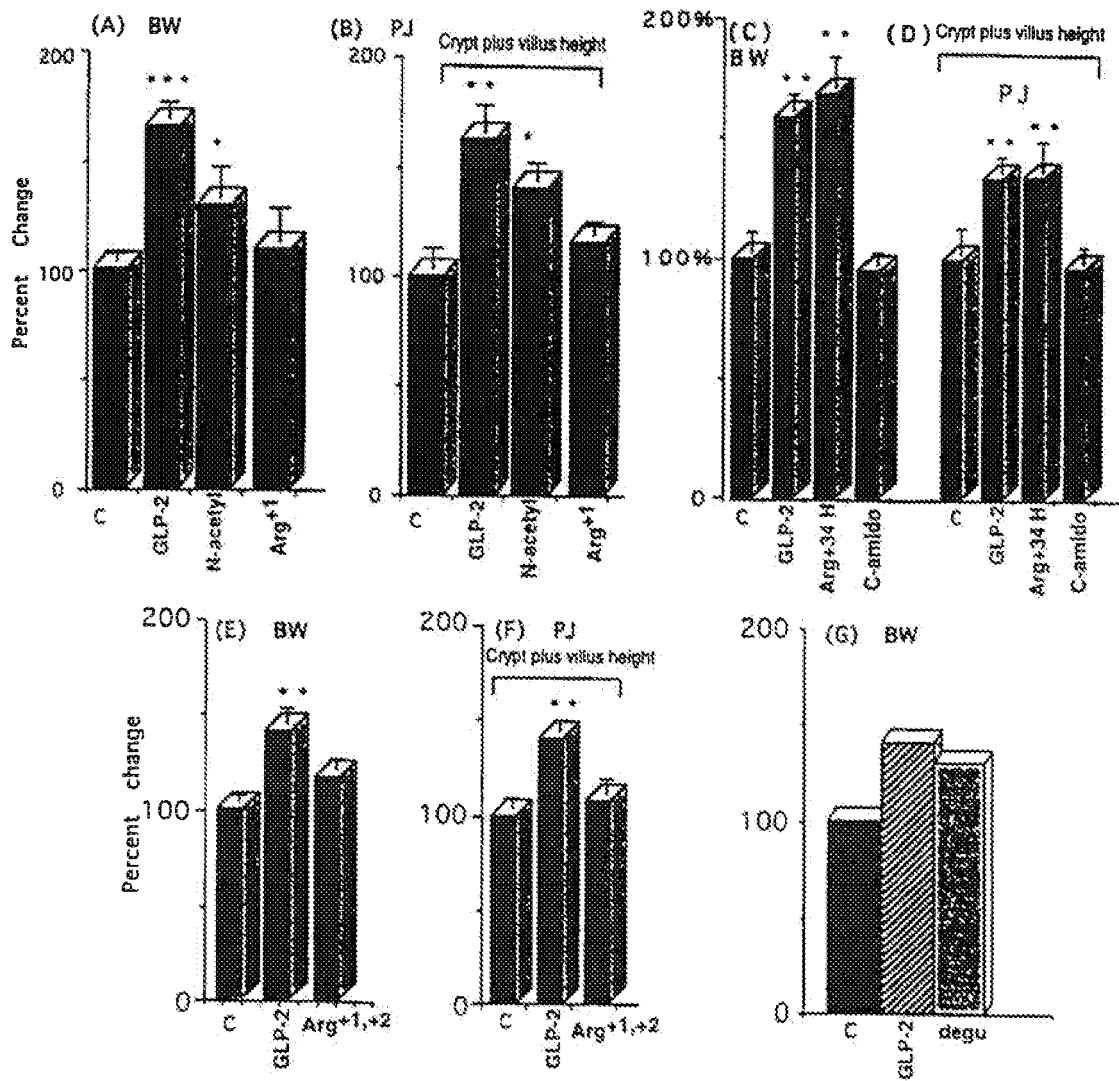 (A) BW
200
100
0
Percent Change
* * *
*
C
GLP-2
N-acetyl
Arg+1
(B) PJ
Crypt plus villus height
200
100
0
* *
*
C
GLP-2
N-acetyl
Arg+1
(C)
BW
200%
100%
0
* *
* *
C
GLP-2
Arg+34 H
C-amido
(D) Crypt plus villus height
PJ
* *
* *
C
GLP-2
Arg+34 H
C-amido
(E) BW
200
100
0
Percent change
* *
C
GLP-2
Arg+1,+2
(F) PJ
Crypt plus villus height
200
100
0
* *
C
GLP-2
Arg+1,+2
(G) BW
200
100
0
C
GLP-2
degu